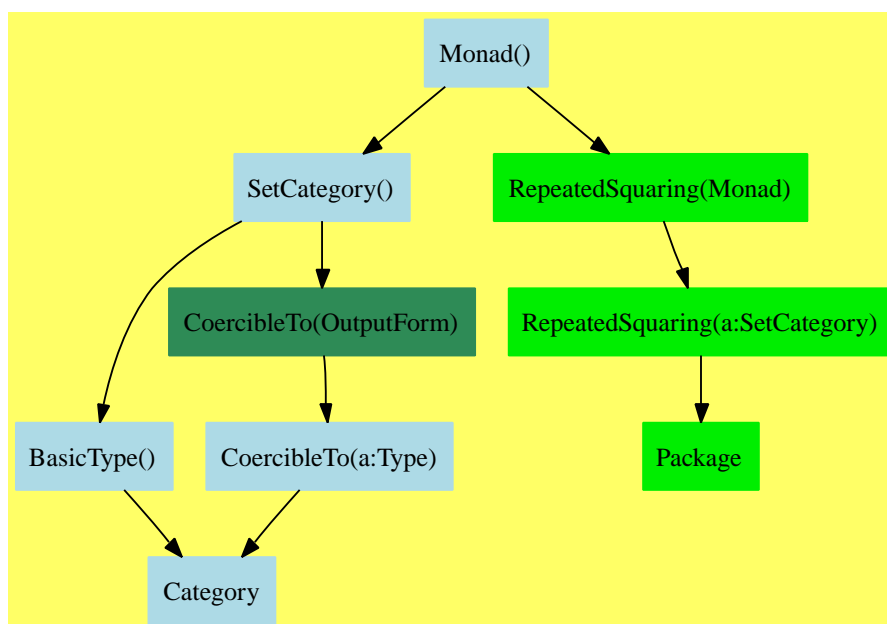 Monad()
SetCategory()
RepeatedSquaring(Monad)
CoercibleTo(OutputForm)
RepeatedSquaring(a:SetCategory)
BasicType()
CoercibleTo(a:Type)
Package
Category